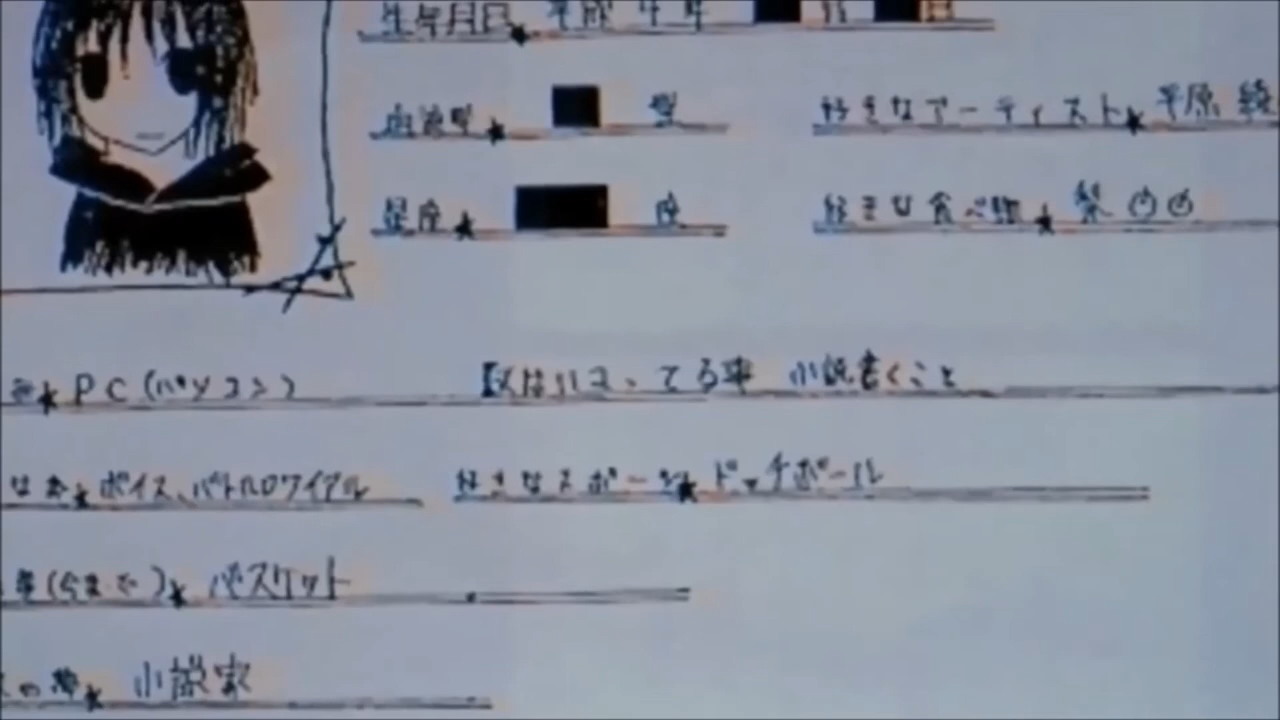 生年月日★ 平成 4年
血液型★ 型 好きなアーティスト★平原 綾
星座★ 座 好きな食べ物★ 梨
★PC(パソコン) 今はハマってる事 小説書くこと
★ボイス、バトルロワイアル 好きなスポーツ★ドッチボール
(今まで)★ バスケット
の夢★ 小説家